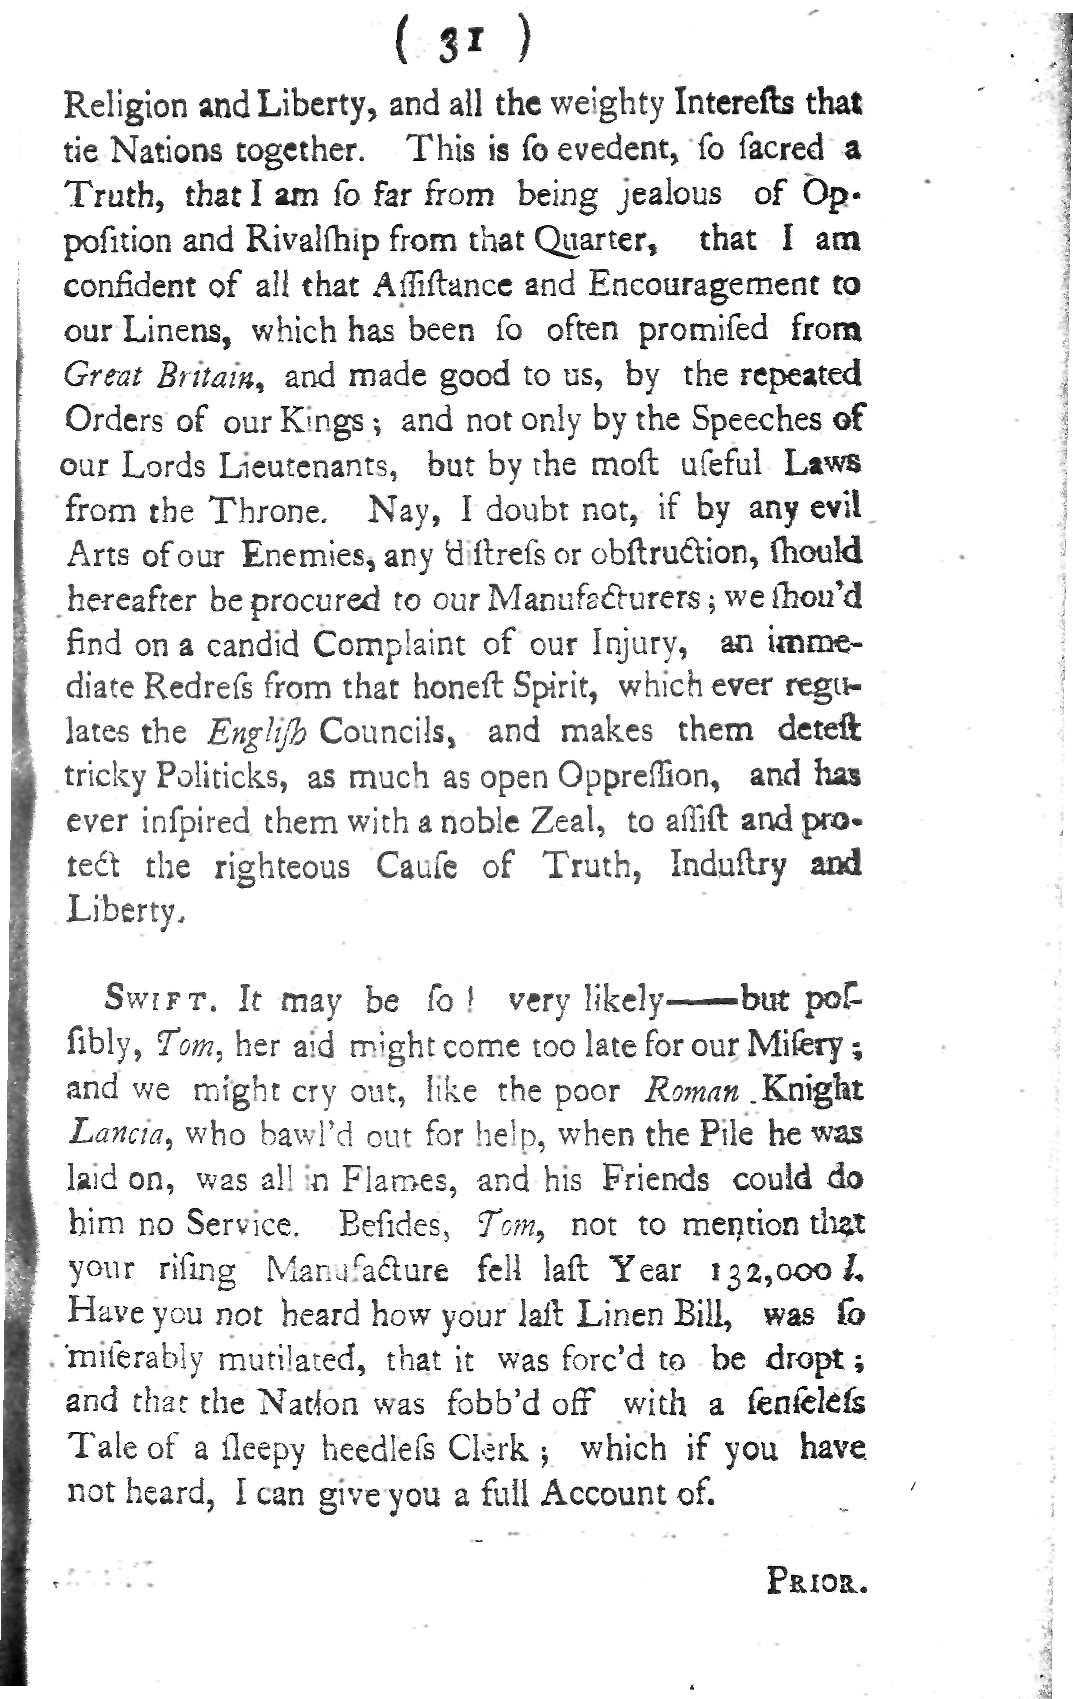 ( 31 )
Religion and Liberty, and all the weighty Intereſts that
tie Nations together. This is ſo evedent, ſo ſacred a
Truth, that I am ſo far from being jealous of Op-
poſition and Rivalſhip from that Quarter, that I am
confident of all that Aſſiſtance and Encouragement to
our Linens, which has been ſo often promiſed from
Great Britain, and made good to us, by the repeated
Orders of our Kings; and not only by the Speeches of
our Lords Lieutenants, but by the moſt uſeful Laws
from the Throne. Nay, I doubt not, if by any evil
Arts of our Enemies, any diſtreſs or obſtruction, ſhould
hereafter be procured to our Manufacturers; we ſhou'd
find on a candid Complaint of our Injury, an imme-
diate Redreſs from that honeſt Spirit, which ever regu-
lates the Engliſh Councils, and makes them deteſt
tricky Politicks, as much as open Oppreſſion, and has
ever inſpired them with a noble Zeal, to aſſiſt and pro-
tect the righteous Cauſe of Truth, Induſtry and
Liberty.
SWIFT. It may be ſo! very likely——but poſ-
ſibly, Tom, her aid might come too late for our Miſery;
and we might cry out, like the poor Roman Knight
Lancia, who bawl'd out for help, when the Pile he was
laid on, was all in Flames, and his Friends could do
him no Service. Beſides, Tom, not to mention that
your riſing Manufacture fell laſt Year 132,000 l.
Have you not heard how your laſt Linen Bill, was ſo
miſerably mutilated, that it was forc'd to be dropt;
and that the Nation was fobb'd off with a ſenſeleſs
Tale of a ſleepy heedleſs Clerk; which if you have
not heard, I can give you a full Account of.
PRIOR.